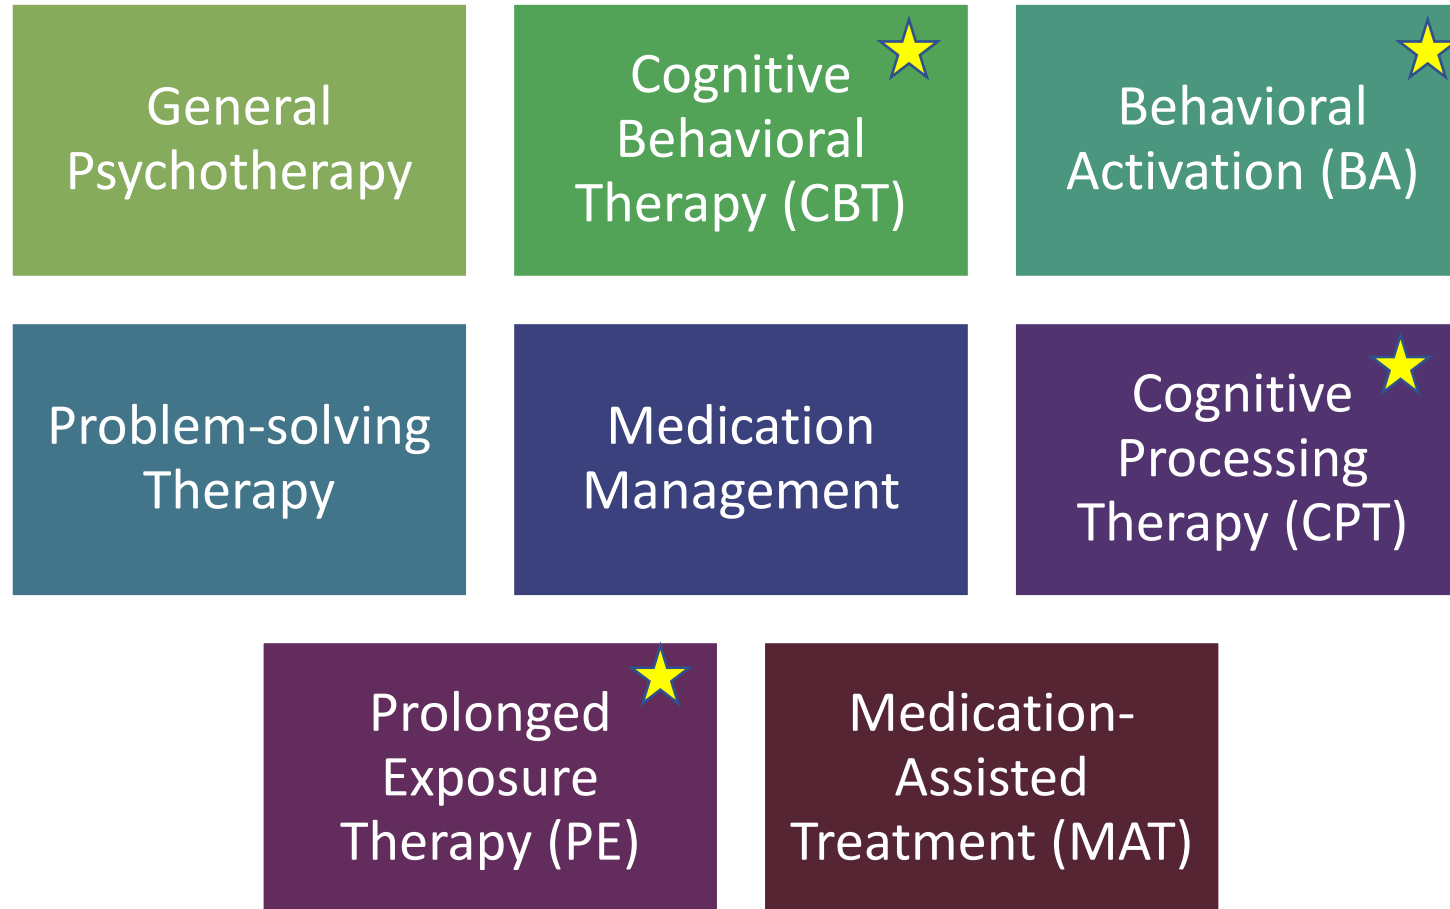 General
Psychotherapy
Cognitive
Behavioral
Therapy (CBT)
Behavioral
Activation (BA)
Problem-solving
Therapy
Medication
Management
Cognitive
Processing
Therapy (CPT)
Prolonged
Exposure
Therapy (PE)
Medication-
Assisted
Treatment (MAT)